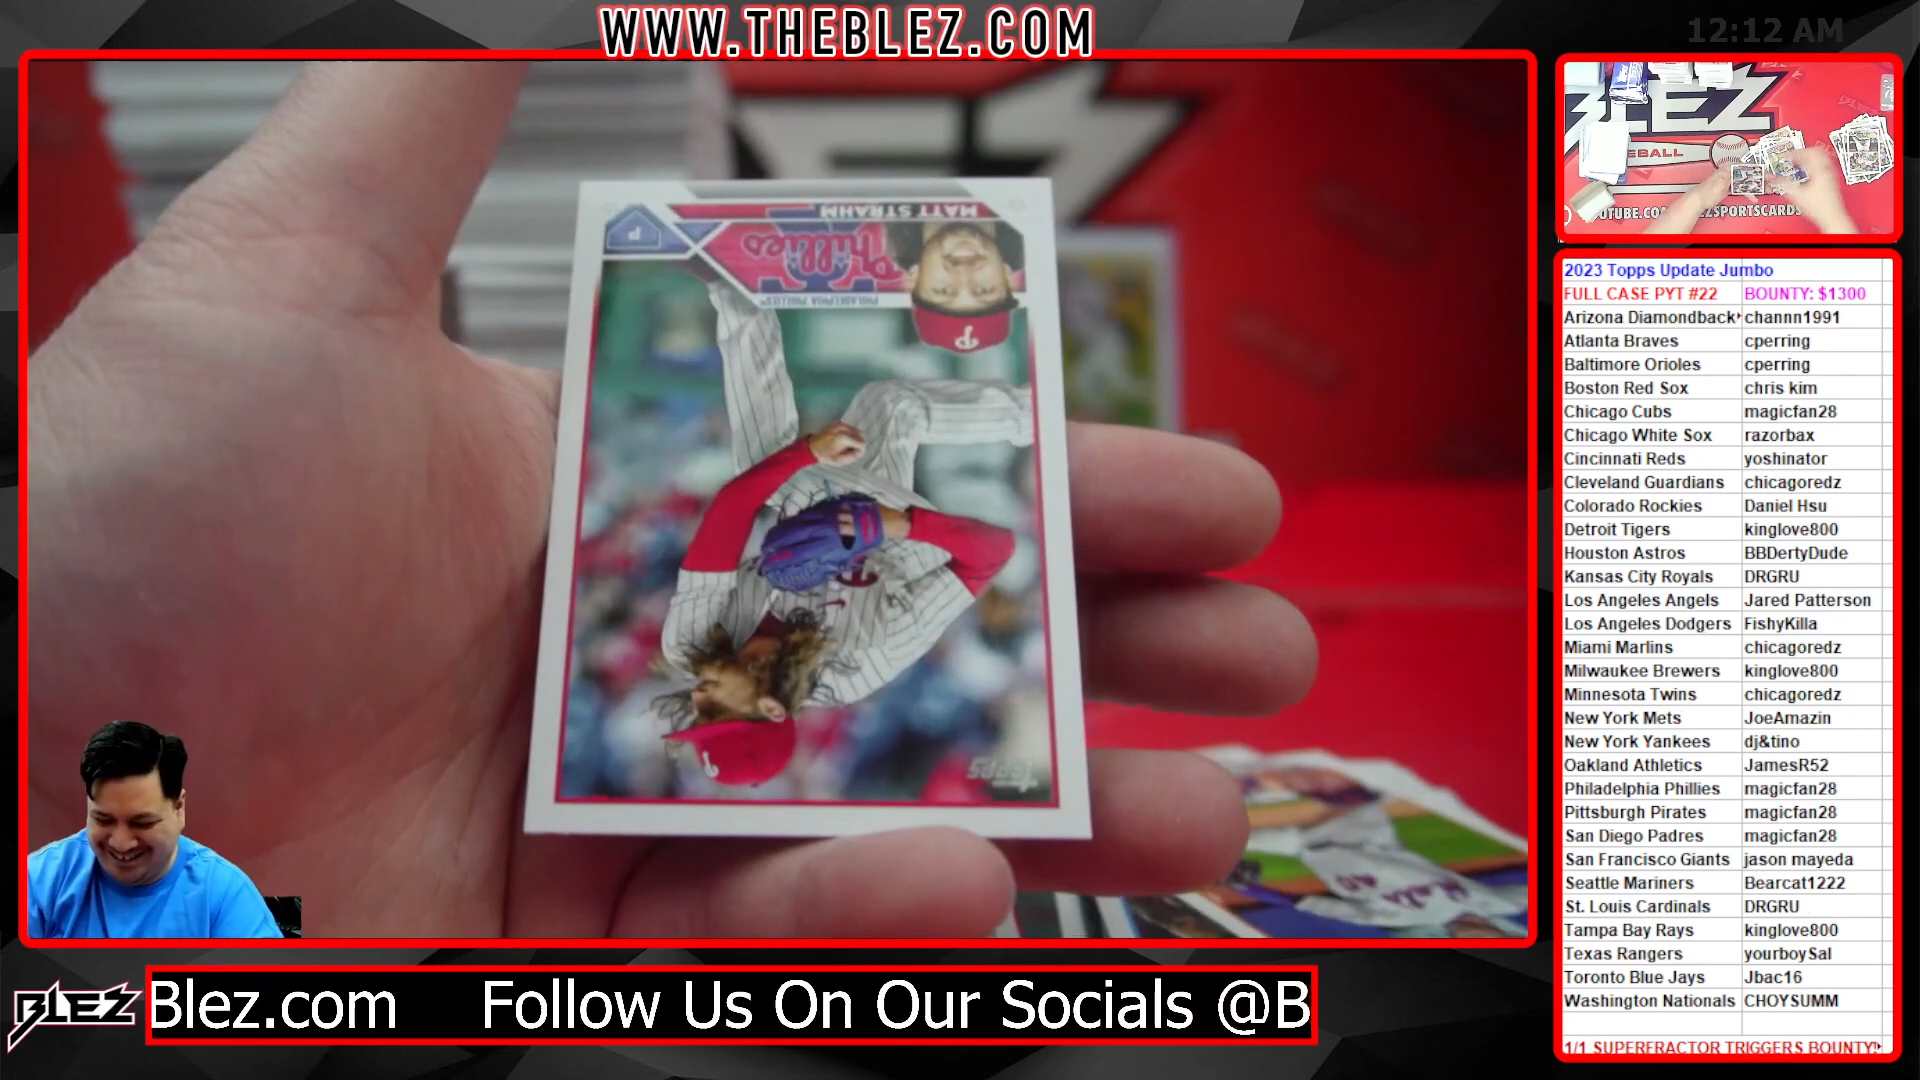 WWW.THEBLEZ.COM
12:12 AM
MATT STRAHM
P
Phillies
PHILADELPHIA PHILLIES
Topps
BLEZ
EBALL
2023 Topps Update Jumbo
FULL CASE PYT #22 BOUNTY: $1300
Arizona Diamondback channn1991
Atlanta Braves cperring
Baltimore Orioles cperring
Boston Red Sox chris kim
Chicago Cubs magicfan28
Chicago White Sox razorbax
Cincinnati Reds yoshinator
Cleveland Guardians chicagoredz
Colorado Rockies Daniel Hsu
Detroit Tigers kinglove800
Houston Astros BBDertyDude
Kansas City Royals DRGRU
Los Angeles Angels Jared Patterson
Los Angeles Dodgers FishyKilla
Miami Marlins chicagoredz
Milwaukee Brewers kinglove800
Minnesota Twins chicagoredz
New York Mets JoeAmazin
New York Yankees dj&tino
Oakland Athletics JamesR52
Philadelphia Phillies magicfan28
Pittsburgh Pirates magicfan28
San Diego Padres magicfan28
San Francisco Giants jason mayeda
Seattle Mariners Bearcat1222
St. Louis Cardinals DRGRU
Tampa Bay Rays kinglove800
Texas Rangers yourboySal
Toronto Blue Jays Jbac16
Washington Nationals CHOYSUMM
1/1 SUPERFRACTOR TRIGGERS BOUNTY!
BLEZ
Blez.com Follow Us On Our Socials @B